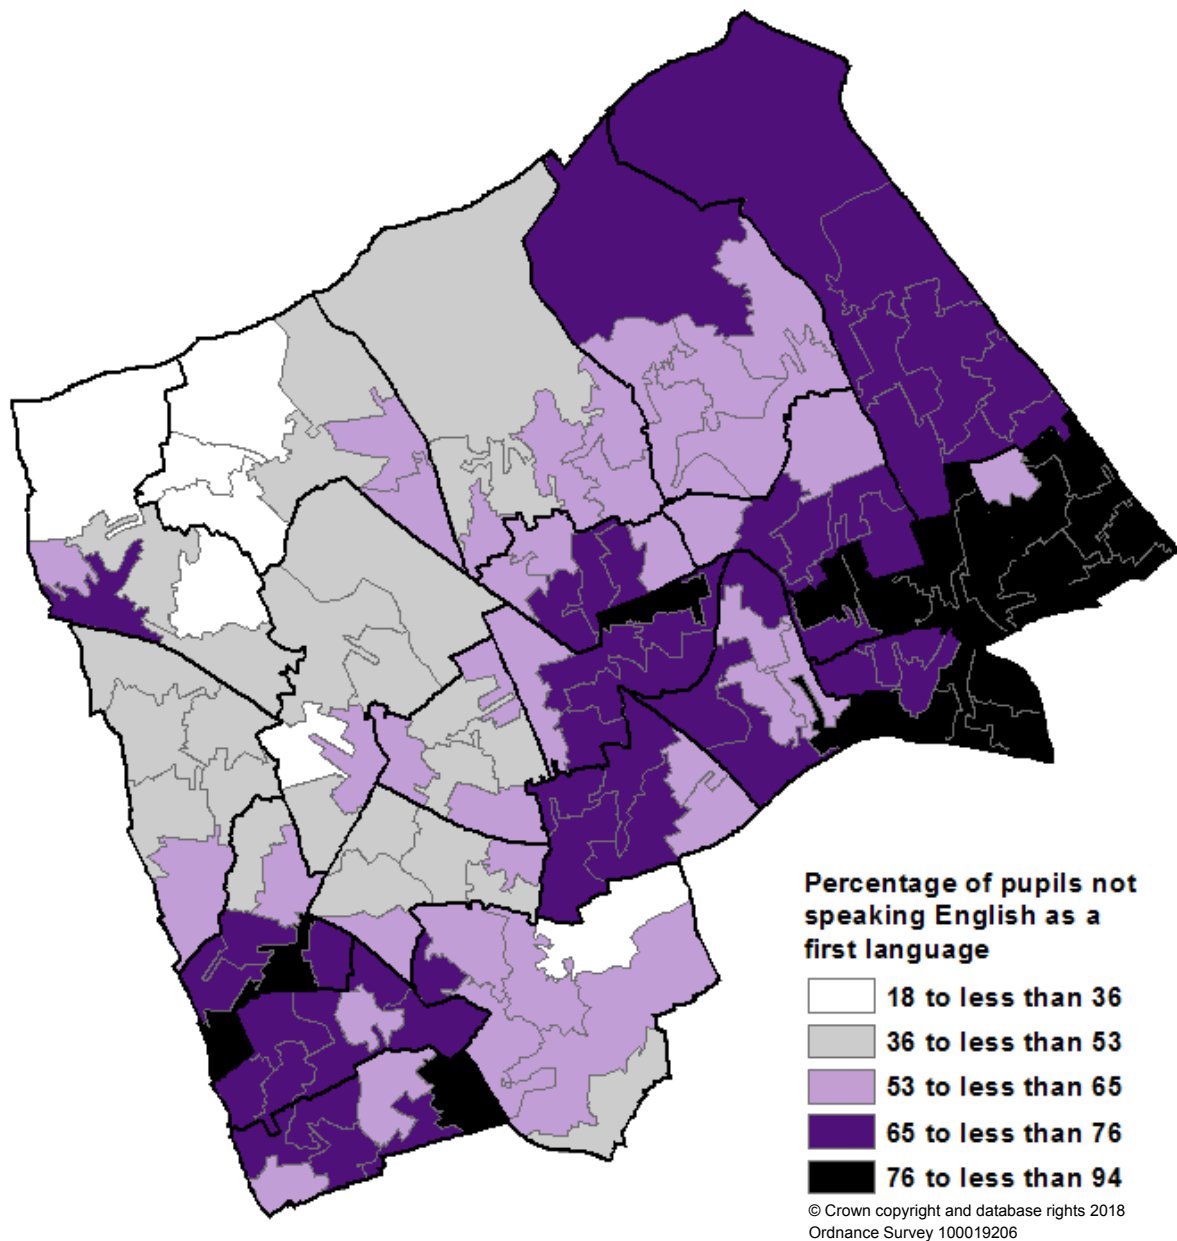 Percentage of pupils not
speaking English as a
first language
18 to less than 36
36 to less than 53
53 to less than 65
65 to less than 76
76 to less than 94
© Crown copyright and database rights 2018
Ordnance Survey 100019206